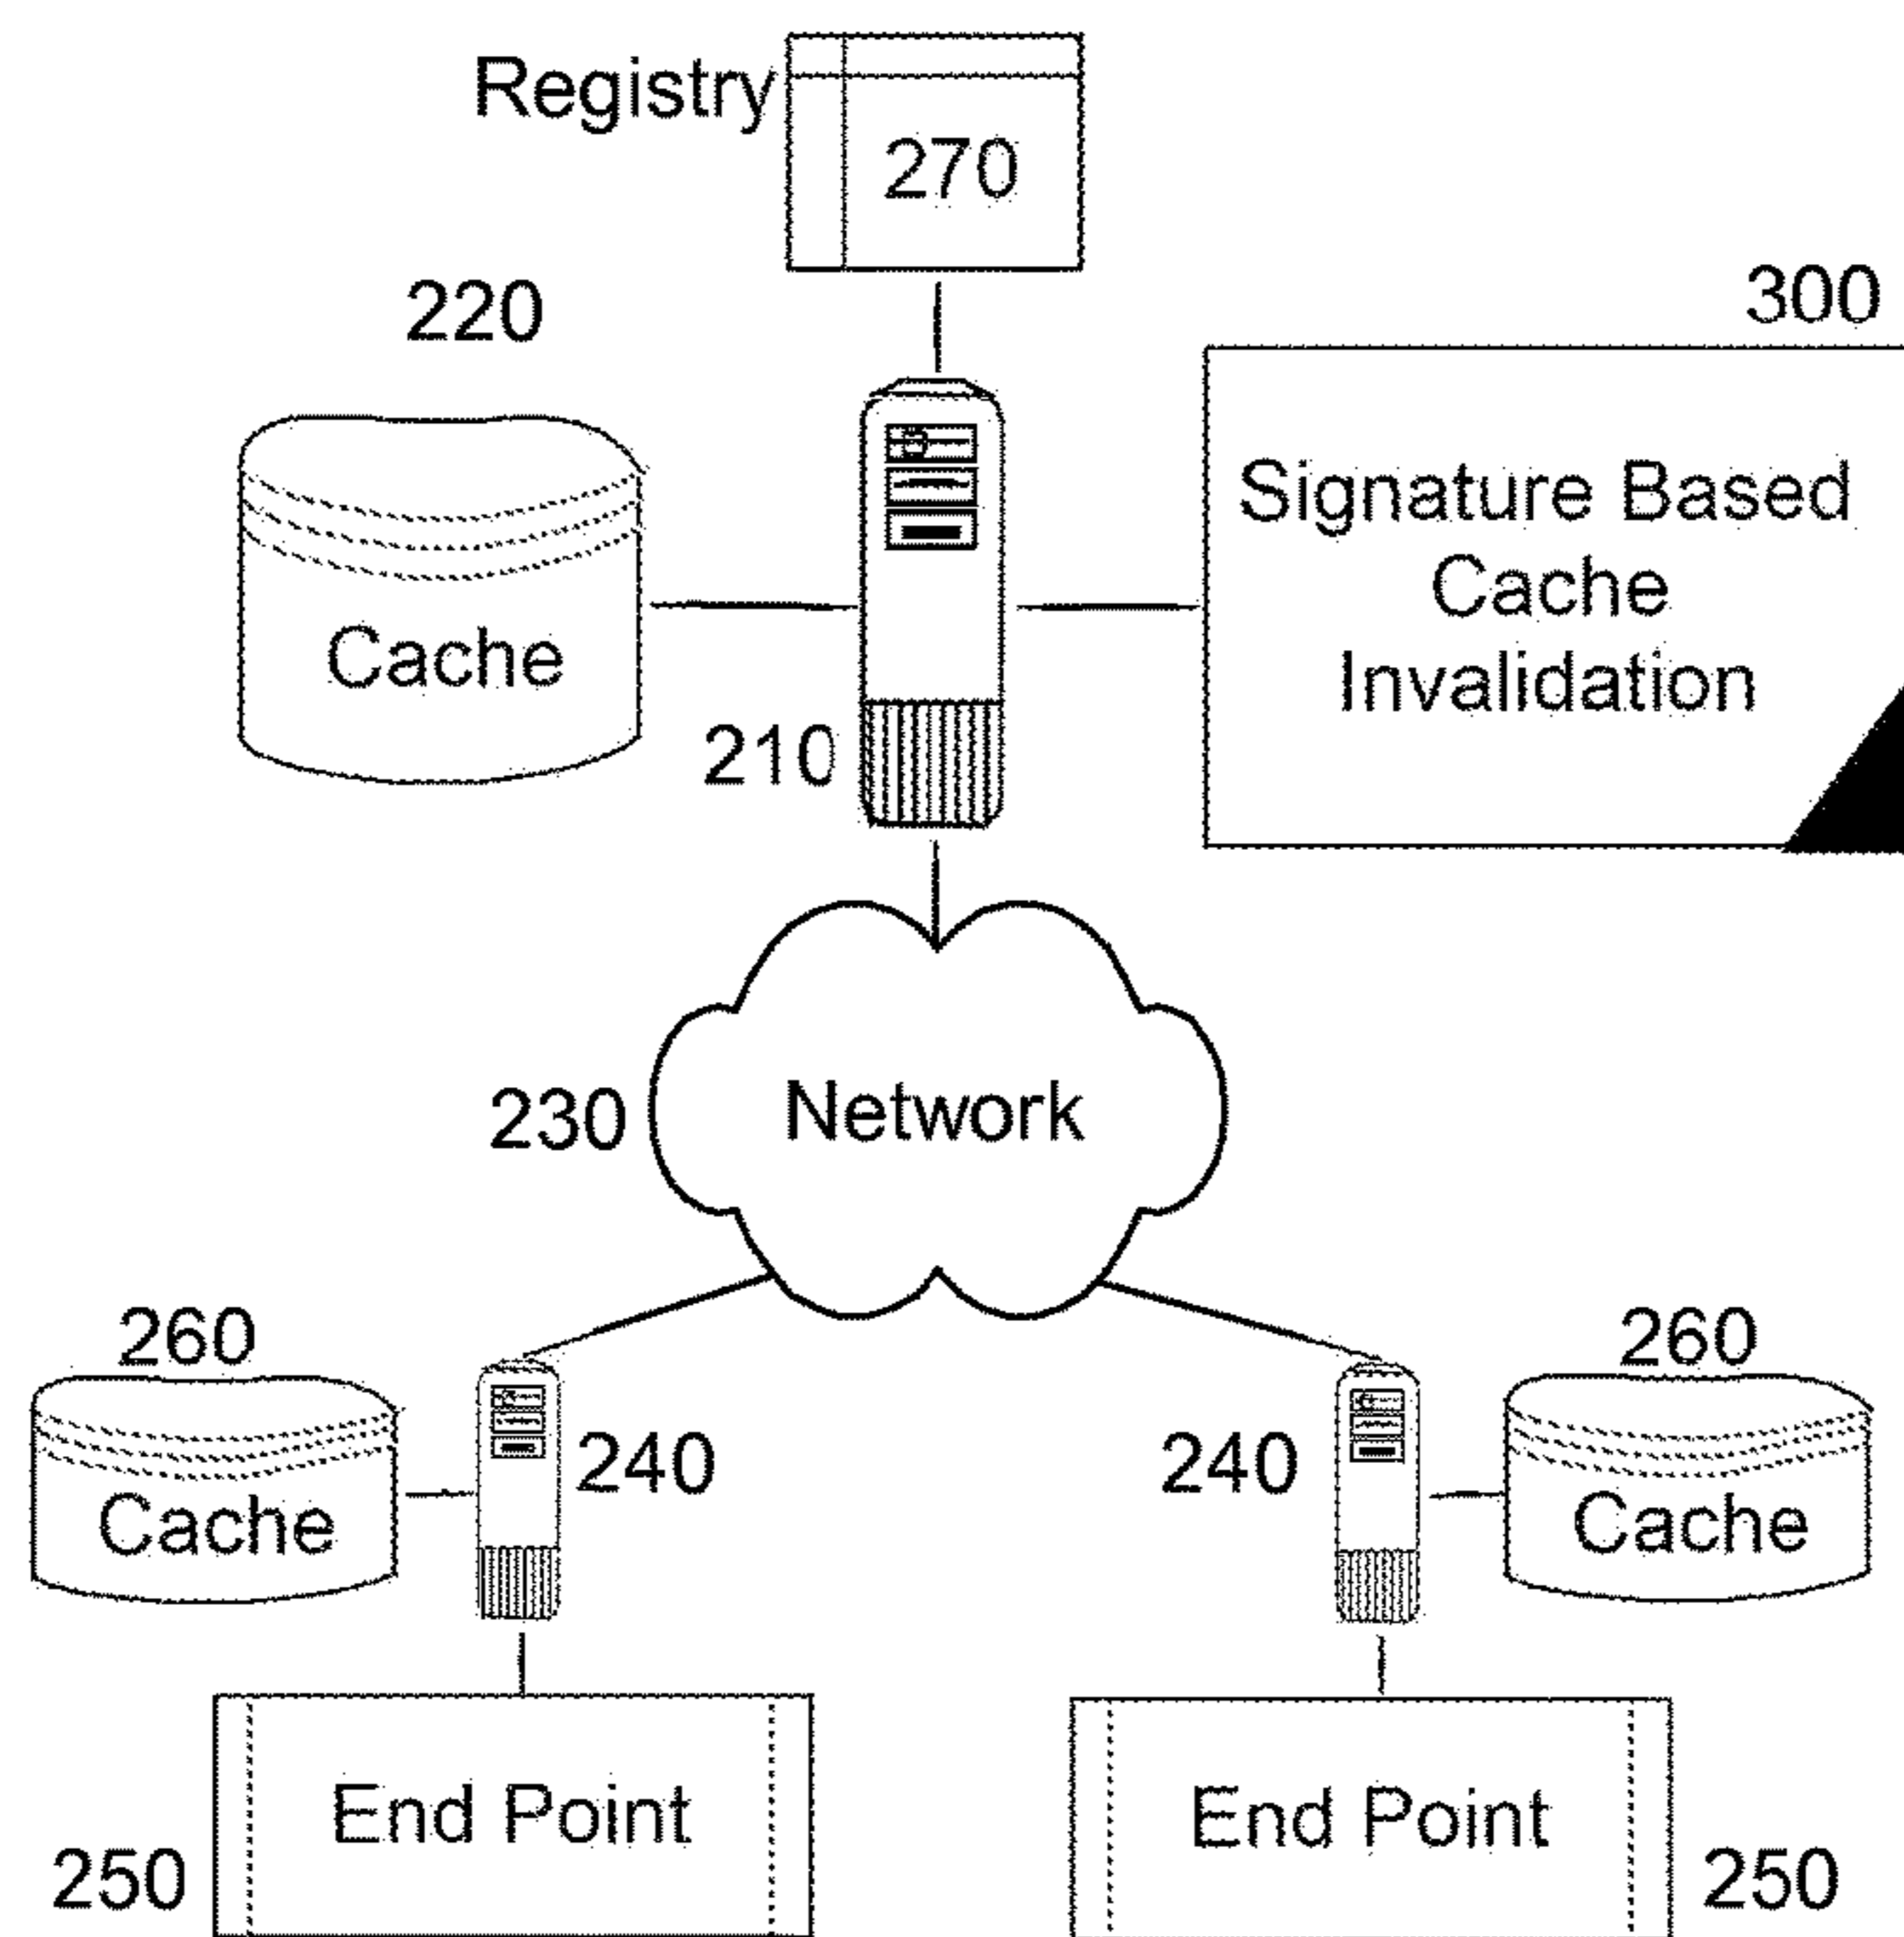 Registry
270
220
300
Signature Based
Cache
Invalidation
Cache
210
230
Network
260
260
240
240
Cache
Cache
End Point
End Point
250
250